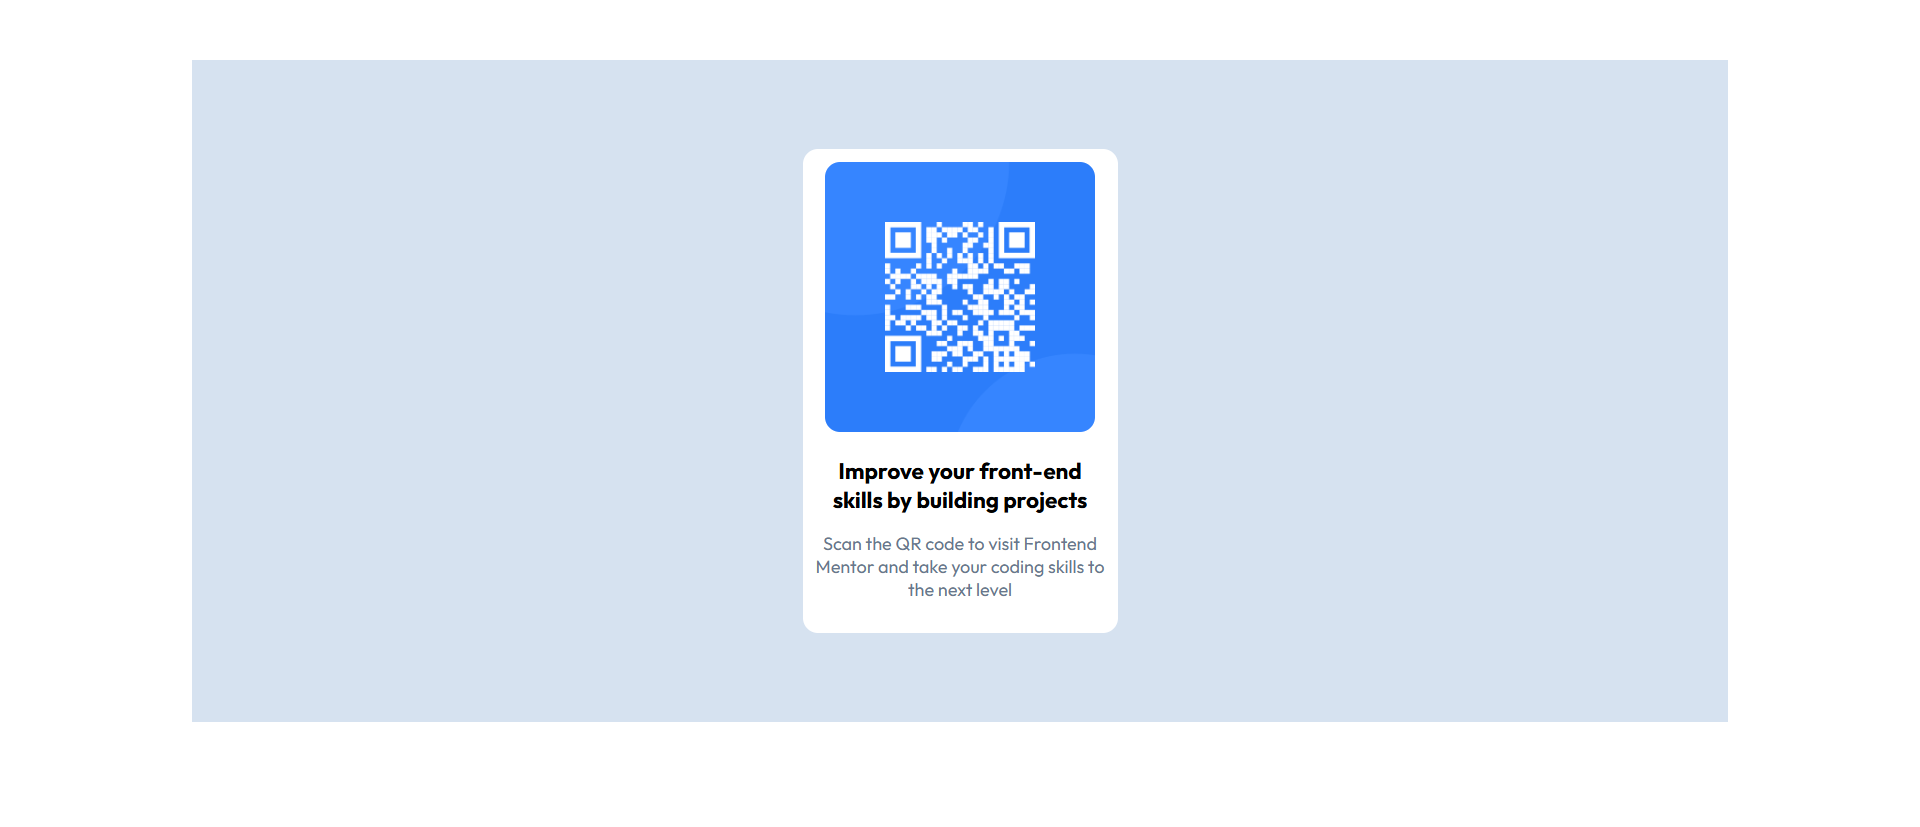 Improve your front-end
skills by building projects
Scan the QR code to visit Frontend
Mentor and take your coding skills to
the next level